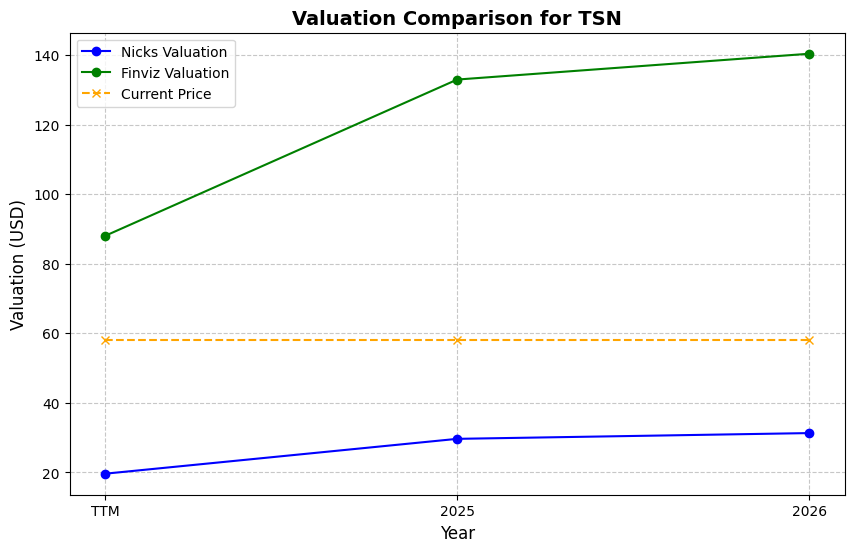 Valuation Comparison for TSN
Nicks Valuation
Finviz Valuation
Current Price
Valuation (USD)
140
120
100
80
60
40
20
TTM
2025
2026
Year